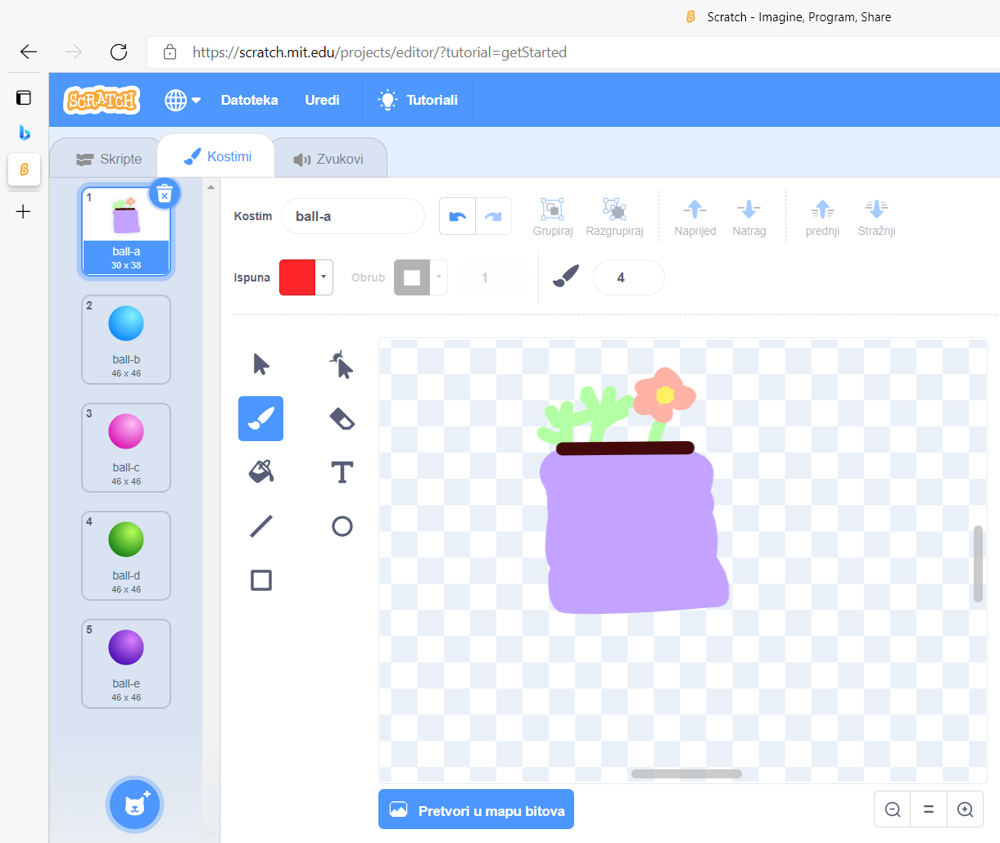 Scratch - Imagine, Program, Share
https://scratch.mit.edu/projects/editor/?tutorial=getStarted
SCRATCH
Datoteka
Uredi
Tutoriali
Skripte
Kostimi
Zvukovi
1
ball-a
30 x 38
2
ball-b
46 x 46
3
ball-c
46 x 46
4
ball-d
46 x 46
5
ball-e
46 x 46
Kostim
ball-a
Grupiraj
Razgrupiraj
Naprijed
Natrag
prednji
Stražnji
Ispuna
Obrub
1
4
Pretvori u mapu bitova